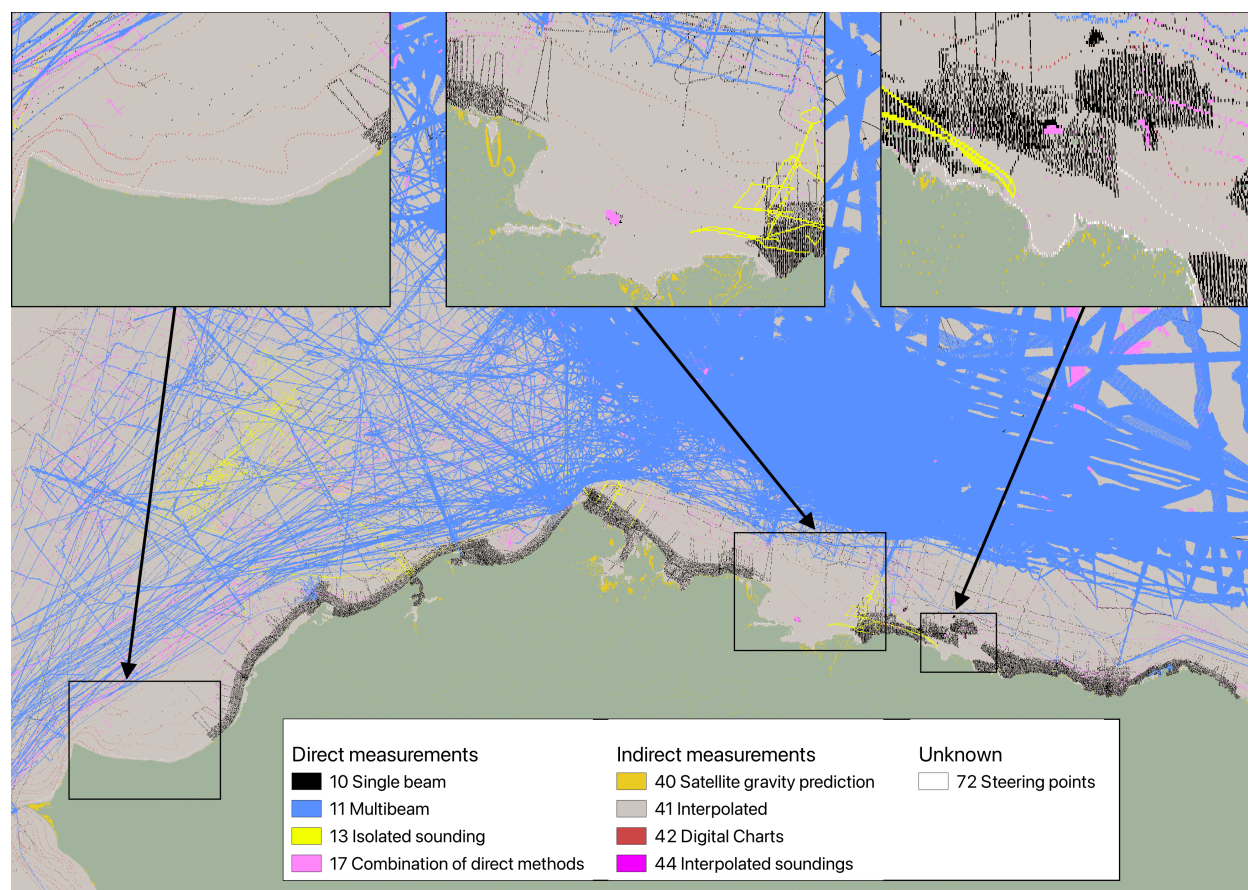 Direct measurements
10 Single beam
11 Multibeam
13 Isolated sounding
17 Combination of direct methods
Indirect measurements
40 Satellite gravity prediction
41 Interpolated
42 Digital Charts
44 Interpolated soundings
Unknown
72 Steering points